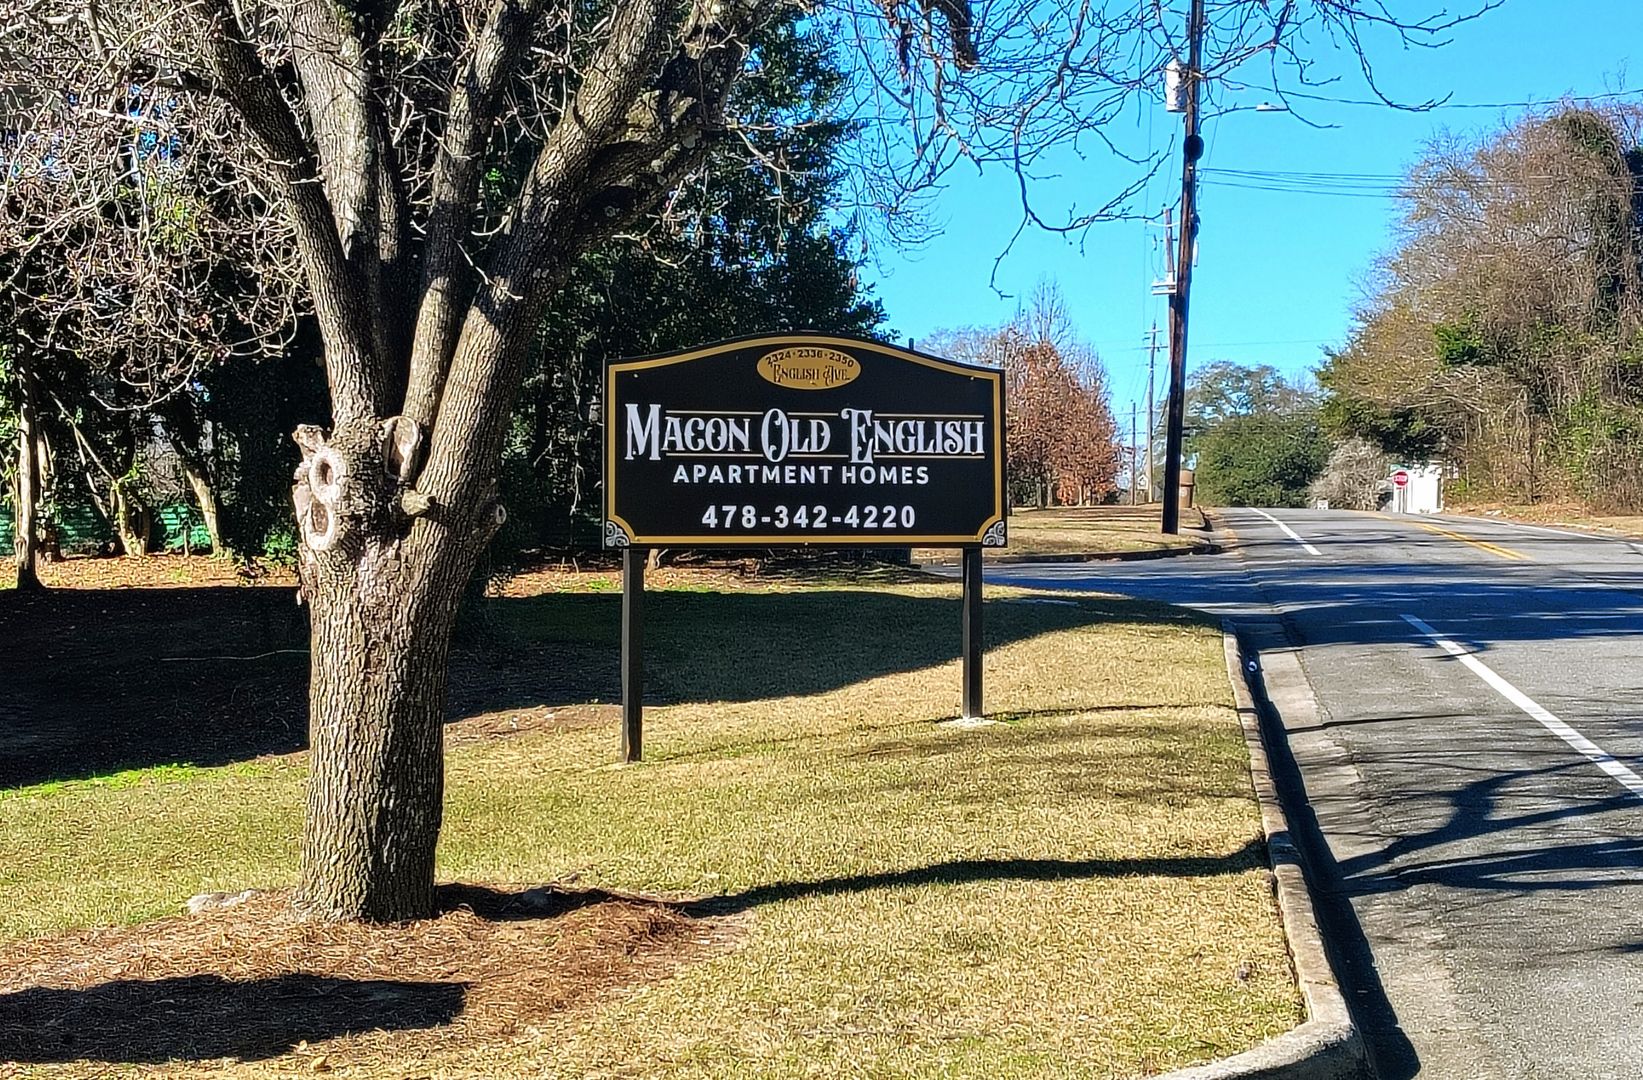 2324 • 2336 • 2350
English Ave.
Macon Old English
APARTMENT HOMES
478-342-4220